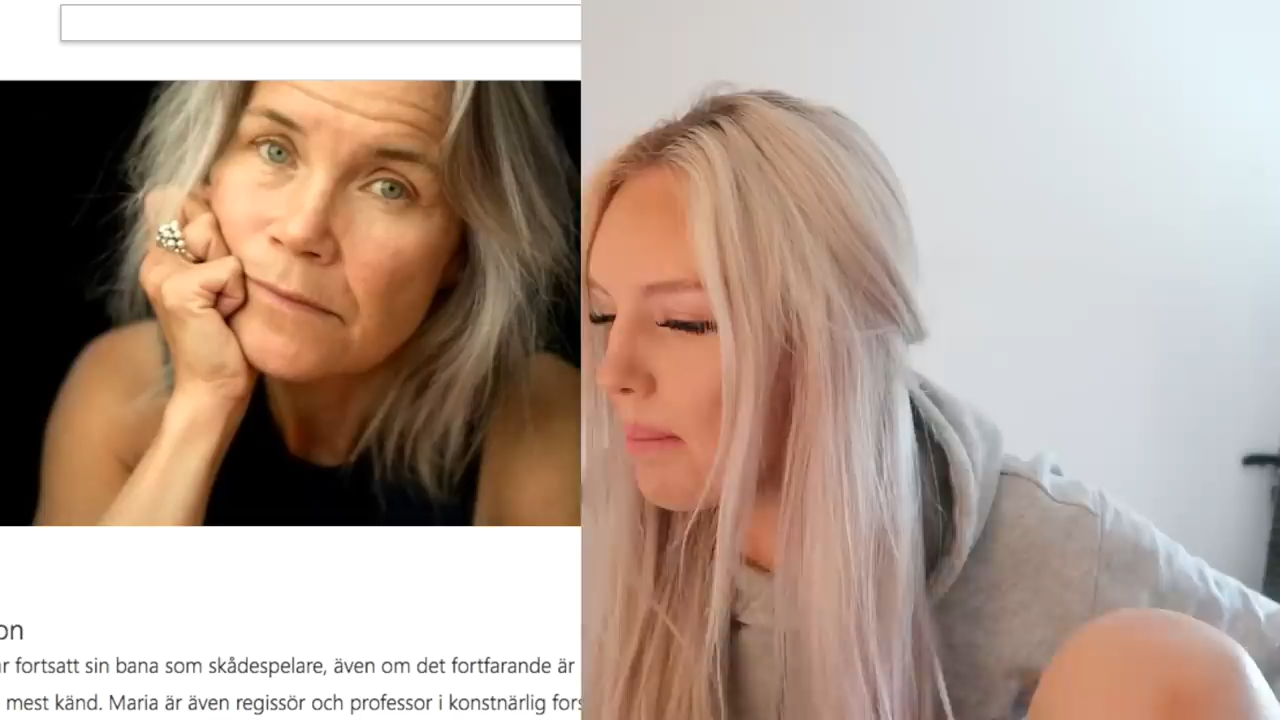 on
r fortsatt sin bana som skådespelare, även om det fortfarande är
mest känd. Maria är även regissör och professor i konstnärlig fors